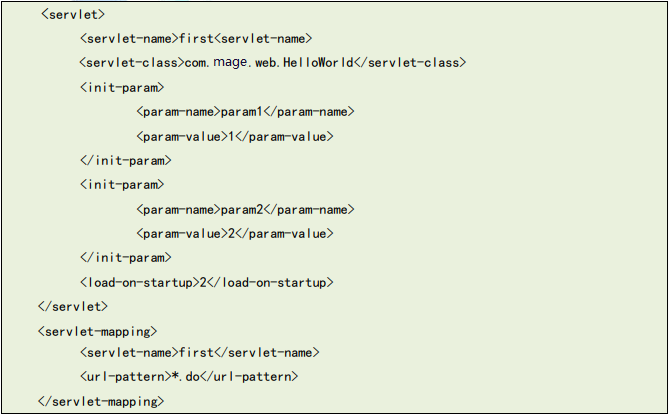 <servlet>
<servlet-name>first<servlet-name>
<servlet-class>com.mage.web.HelloWorld</servlet-class>
<init-param>
<param-name>param1</param-name>
<param-value>1</param-value>
</init-param>
<init-param>
<param-name>param2</param-name>
<param-value>2</param-value>
</init-param>
<load-on-startup>2</load-on-startup>
</servlet>
<servlet-mapping>
<servlet-name>first</servlet-name>
<url-pattern>*.do</url-pattern>
</servlet-mapping>